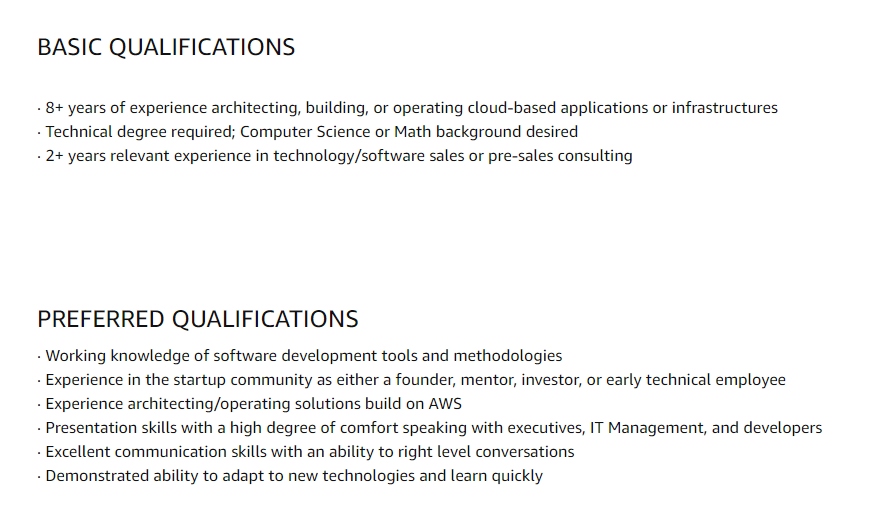 BASIC QUALIFICATIONS
· 8+ years of experience architecting, building, or operating cloud-based applications or infrastructures
· Technical degree required; Computer Science or Math background desired
· 2+ years relevant experience in technology/software sales or pre-sales consulting
PREFERRED QUALIFICATIONS
· Working knowledge of software development tools and methodologies
· Experience in the startup community as either a founder, mentor, investor, or early technical employee
· Experience architecting/operating solutions build on AWS
· Presentation skills with a high degree of comfort speaking with executives, IT Management, and developers
· Excellent communication skills with an ability to right level conversations
· Demonstrated ability to adapt to new technologies and learn quickly